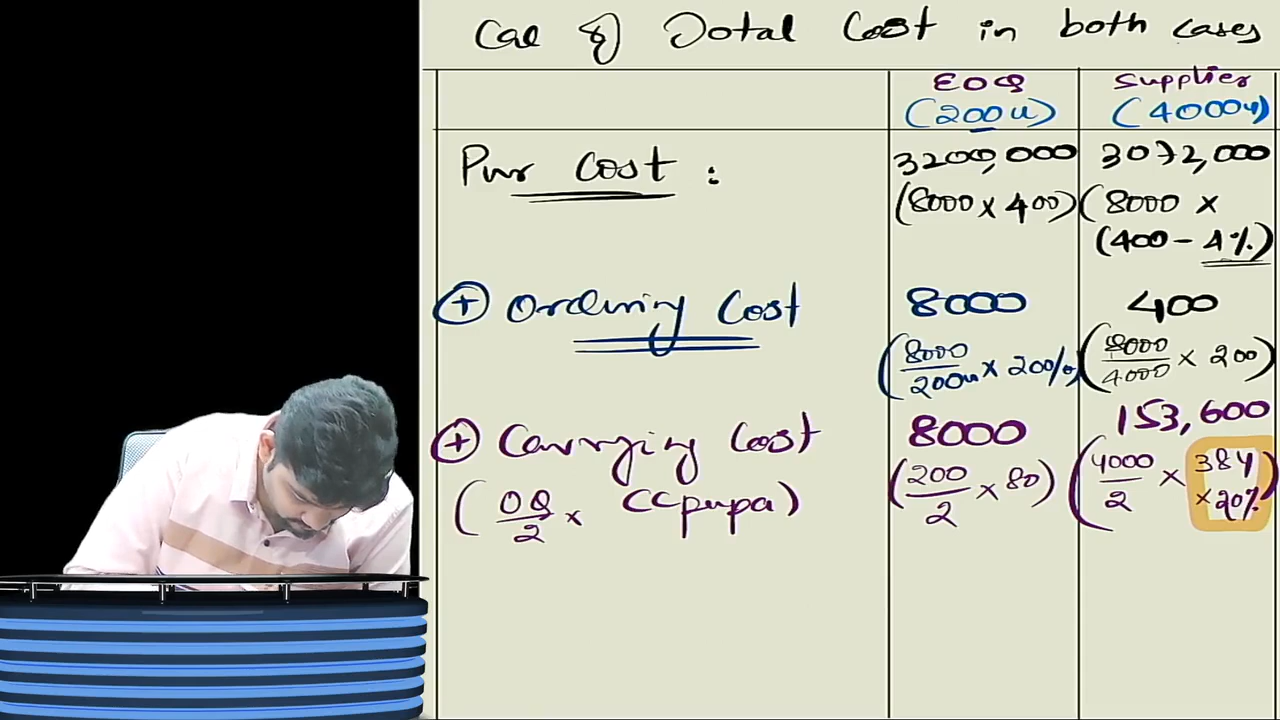 Cal of Total Cost in both cases
EOQ Supplier
(200u) (4000u)
Pur Cost : 3200,000 3072,000
(8000 x 400) (8000 x
(400 - 4%)
+ Ordering Cost 8000 400
(8000/200u x 200/o) (8000/4000 x 200)
+ Carrying Cost 8000 153,600
(OQ/2 x CCpupa) (200/2 x 80) (4000/2 x 384
x 20%)